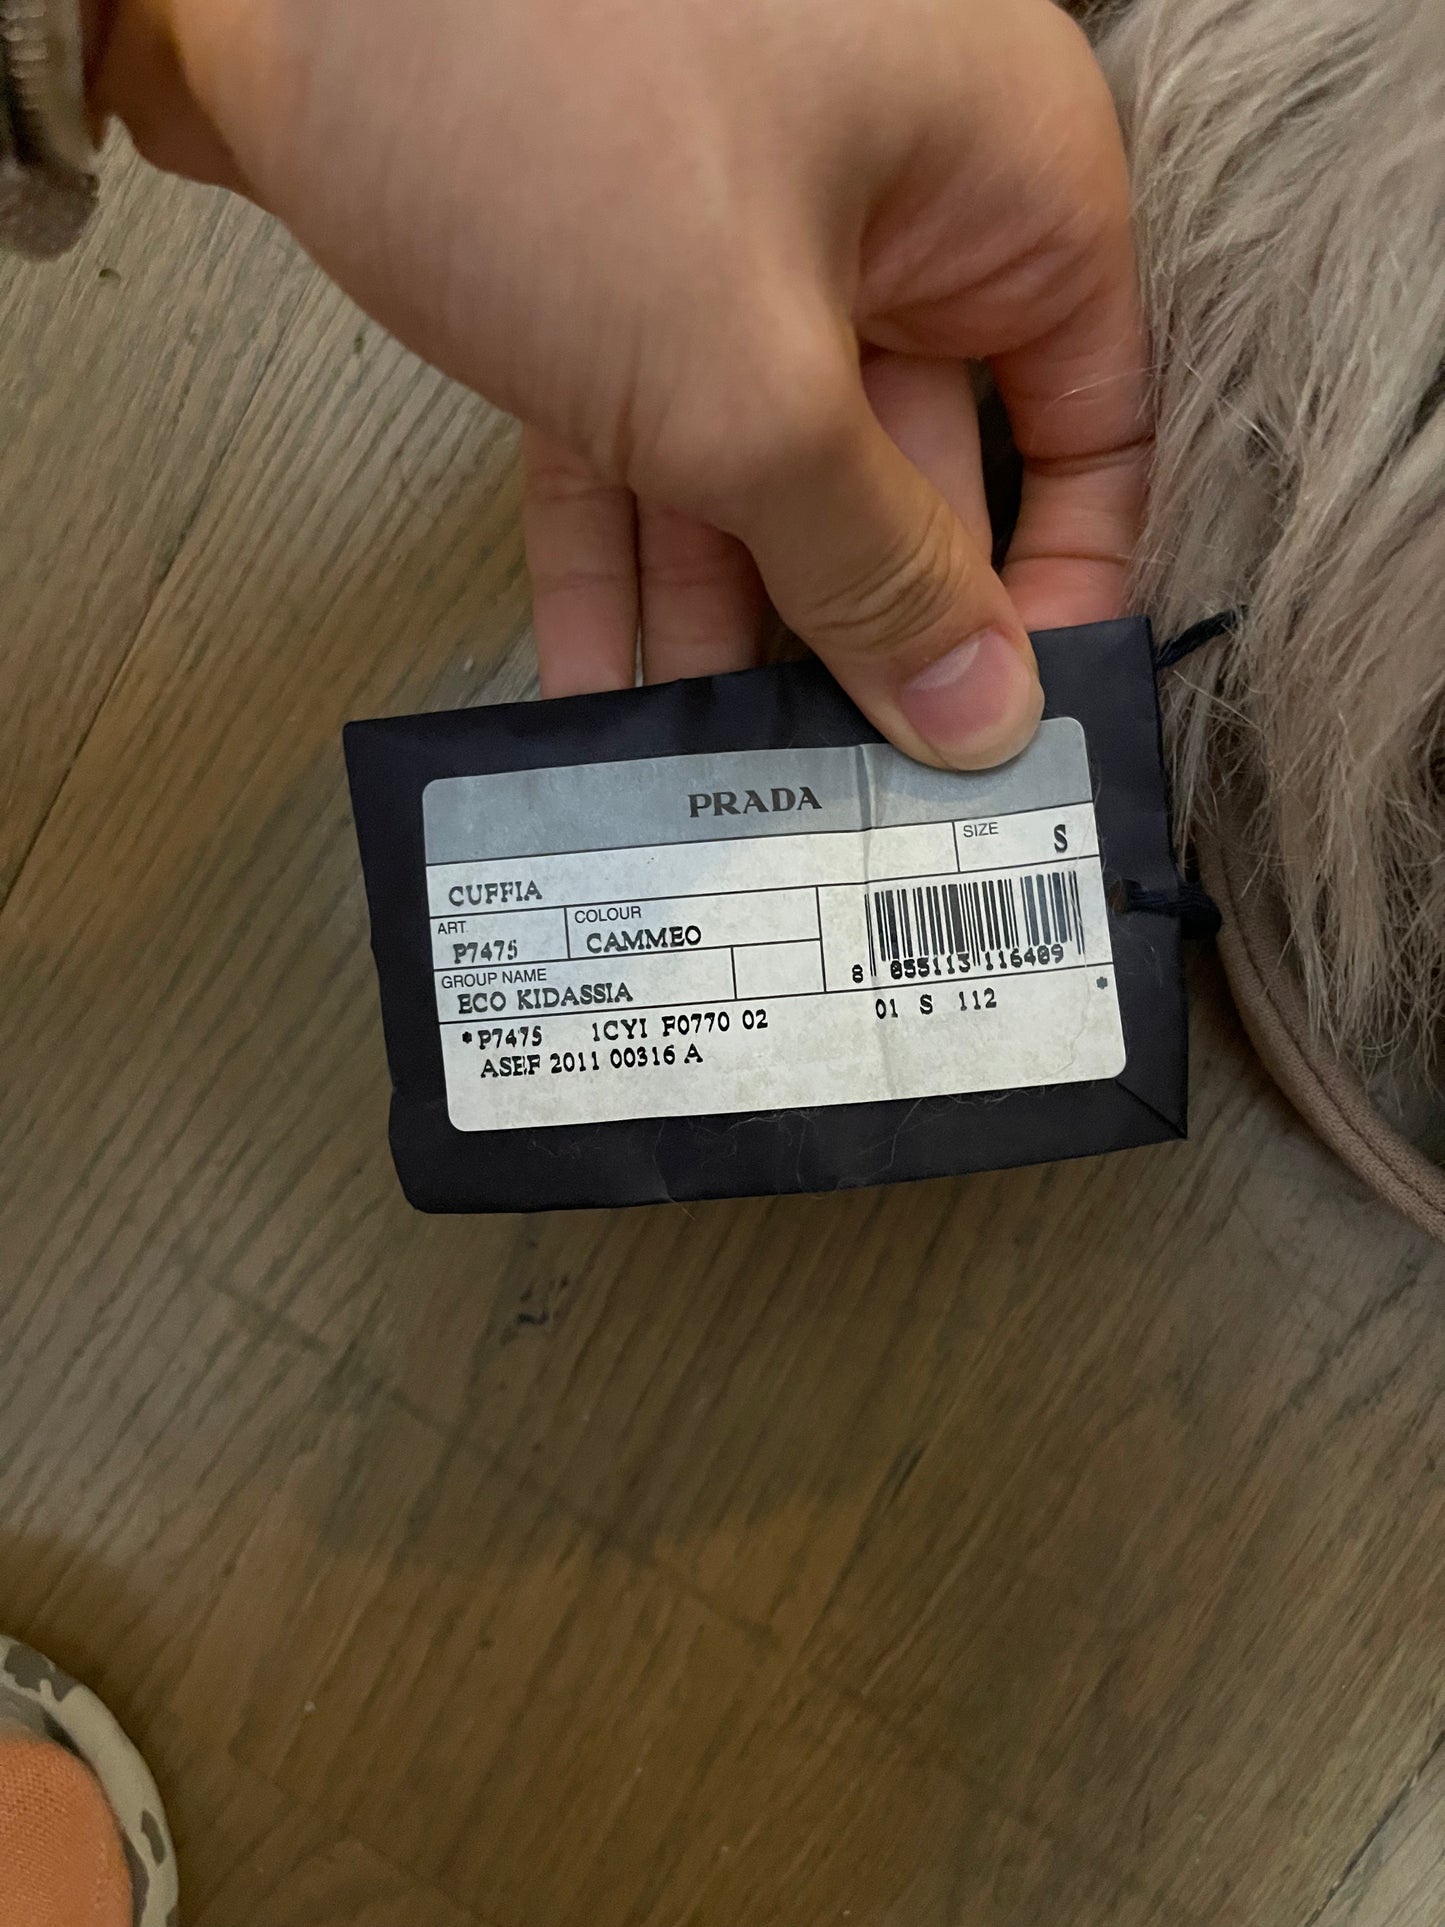 PRADA
CUFFIA
SIZE S
ART. P7475
COLOUR CAMMEO
GROUP NAME
ECO KIDASSIA
8 055113 116409
*P7475 1CYI F0770 02 01 S 112 *
ASEF 2011 00316 A